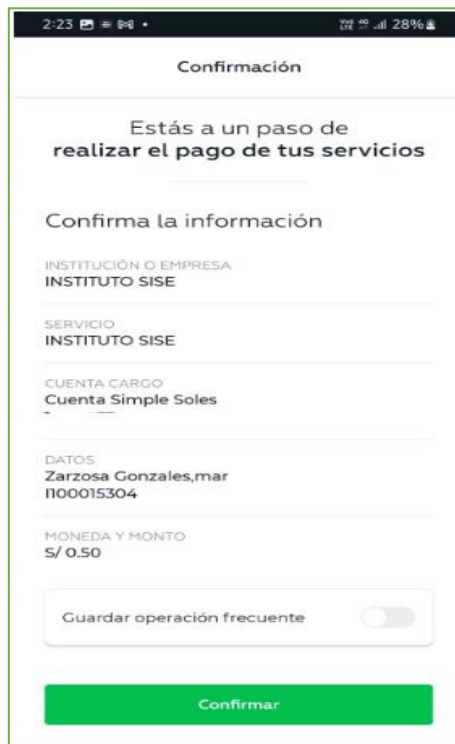 2:23
28%
Confirmación
Estás a un paso de
realizar el pago de tus servicios
Confirma la información
INSTITUCIÓN O EMPRESA
INSTITUTO SISE
SERVICIO
INSTITUTO SISE
CUENTA CARGO
Cuenta Simple Soles
DATOS
Zarzosa Gonzales,mar
I100015304
MONEDA Y MONTO
S/ 0.50
Guardar operación frecuente
Confirmar